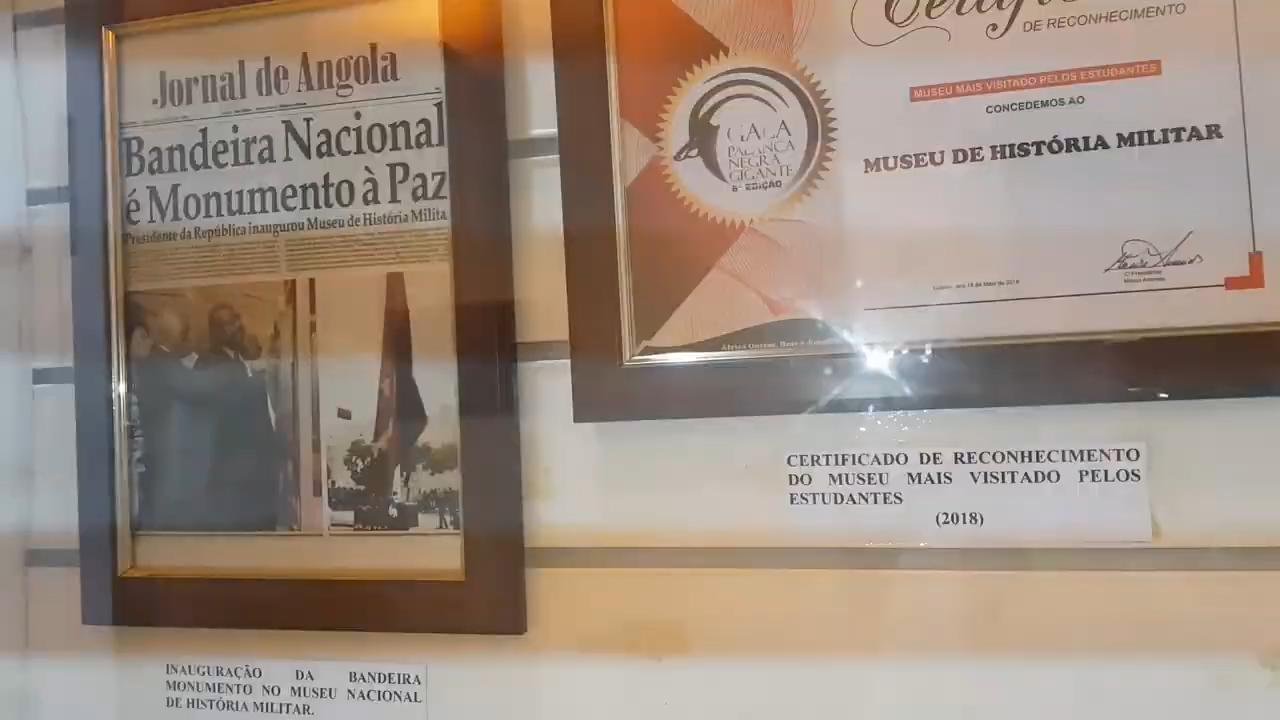 Jornal de Angola
Bandeira Nacional
é Monumento à Paz
Presidente da República inaugurou Museu de História Milita
INAUGURAÇÃO DA BANDEIRA
MONUMENTO NO MUSEU NACIONAL
DE HISTÓRIA MILITAR.
DE RECONHECIMENTO
MUSEU MAIS VISITADO PELOS ESTUDANTES
CONCEDEMOS AO
MUSEU DE HISTÓRIA MILITAR
GALA
PALANCA
NEGRA
GIGANTE
6ª EDIÇÃO
O Presidente
CERTIFICADO DE RECONHECIMENTO
DO MUSEU MAIS VISITADO PELOS
ESTUDANTES
(2018)